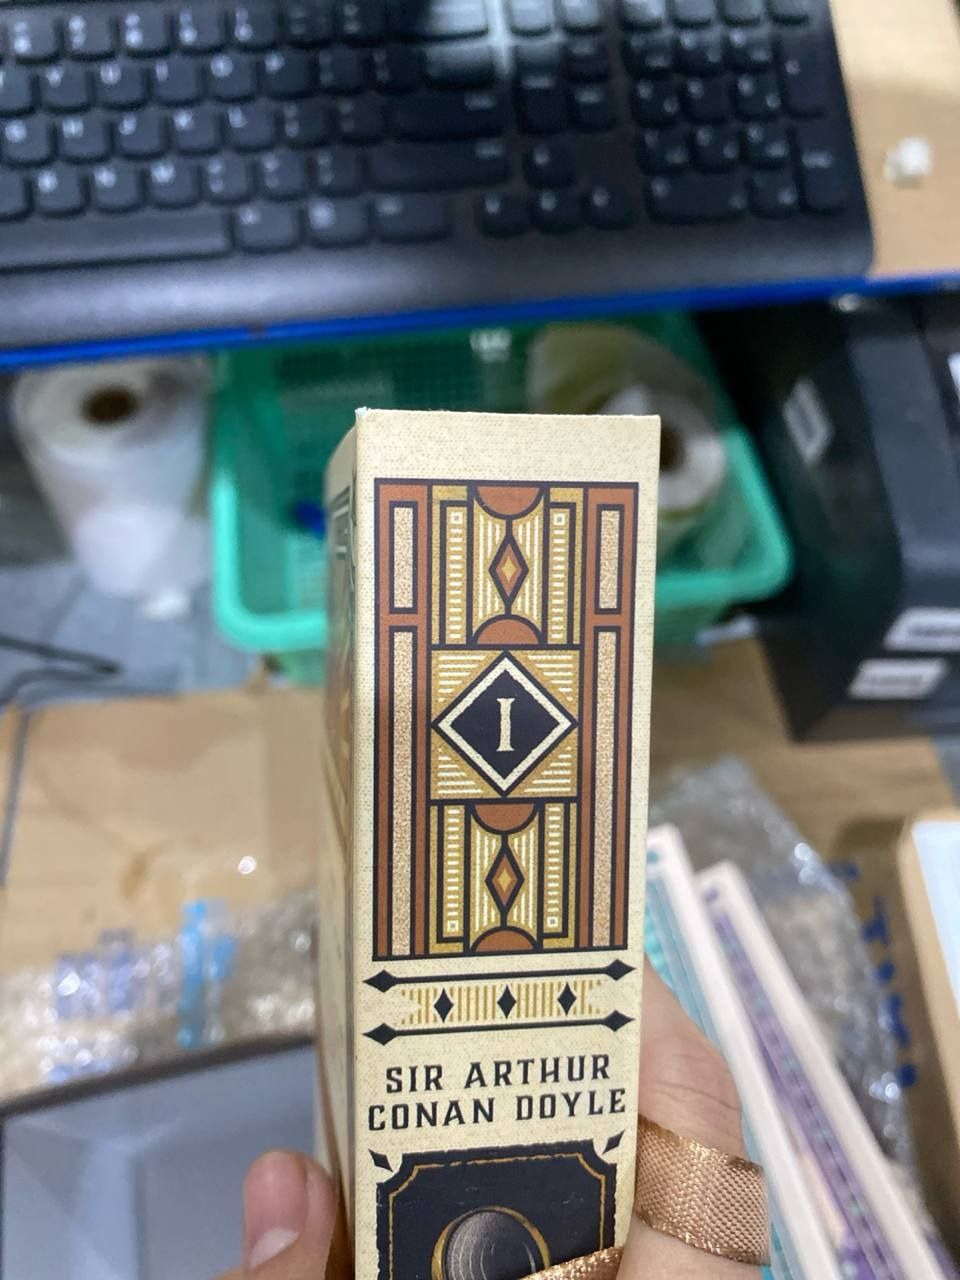 I
SIR ARTHUR
CONAN DOYLE